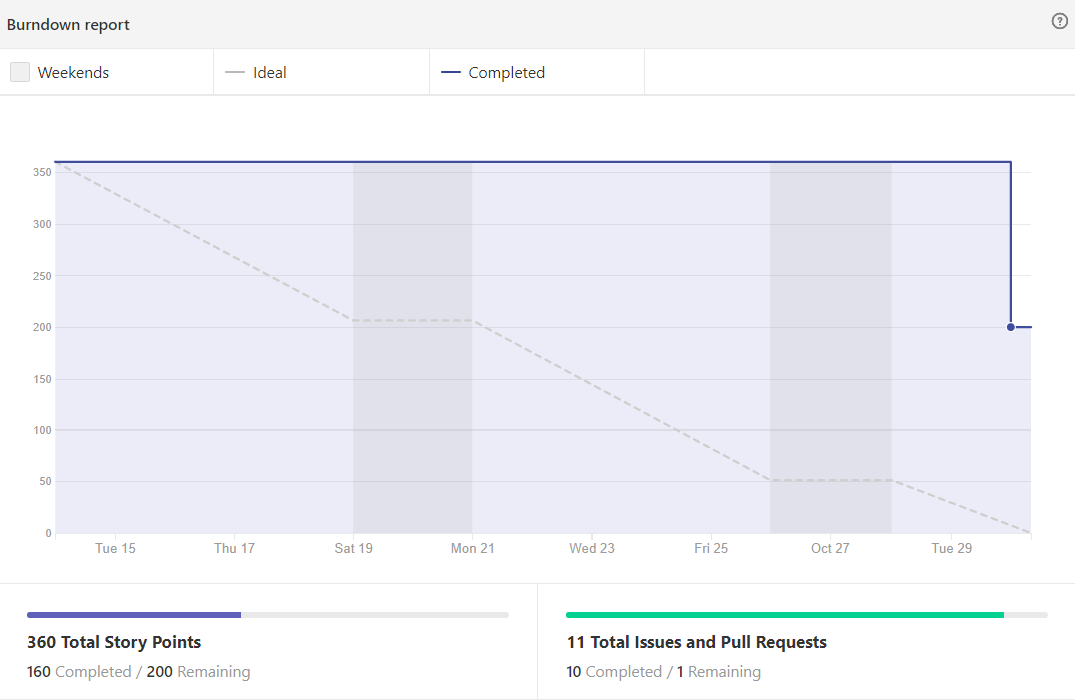 Burndown report
?
Weekends Ideal Completed
350
300
250
200
150
100
50
0
Tue 15 Thu 17 Sat 19 Mon 21 Wed 23 Fri 25 Oct 27 Tue 29
360 Total Story Points
160 Completed / 200 Remaining
11 Total Issues and Pull Requests
10 Completed / 1 Remaining